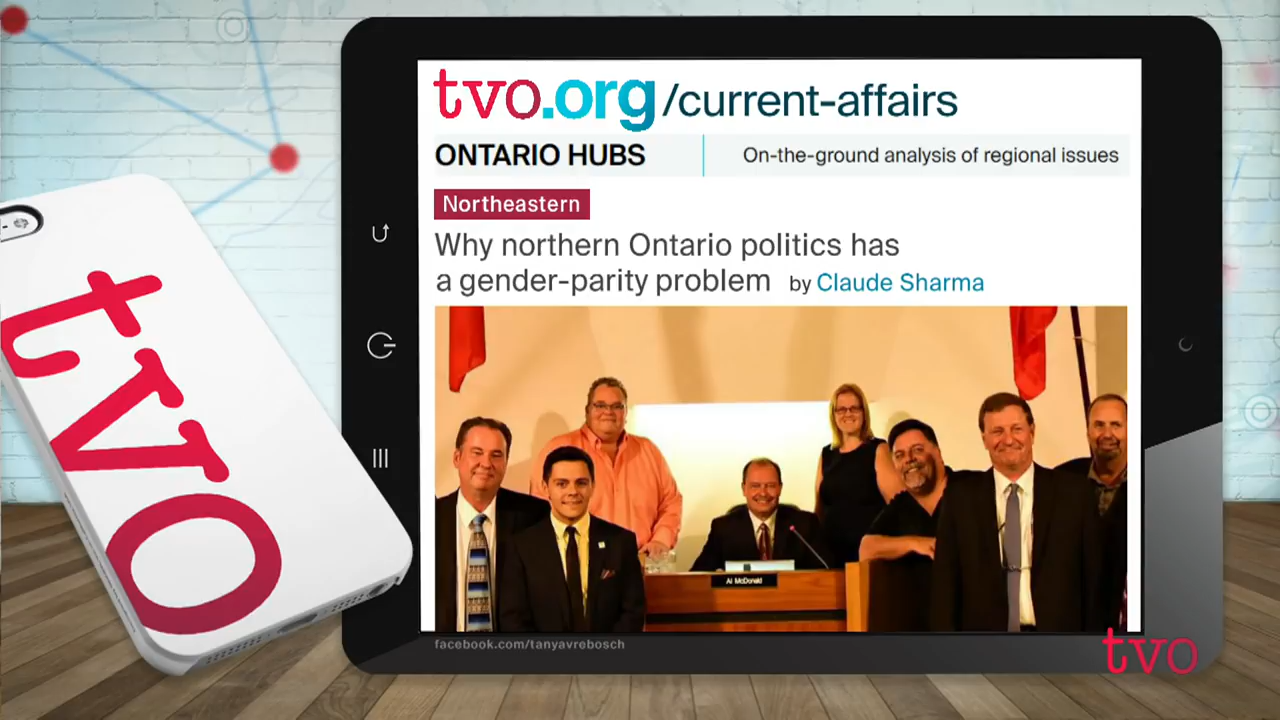 tvo.org/current-affairs
ONTARIO HUBS
On-the-ground analysis of regional issues
Northeastern
Why northern Ontario politics has
a gender-parity problem by Claude Sharma
tvo
Al McDonald
facebook.com/tanyavrebosch
tvo